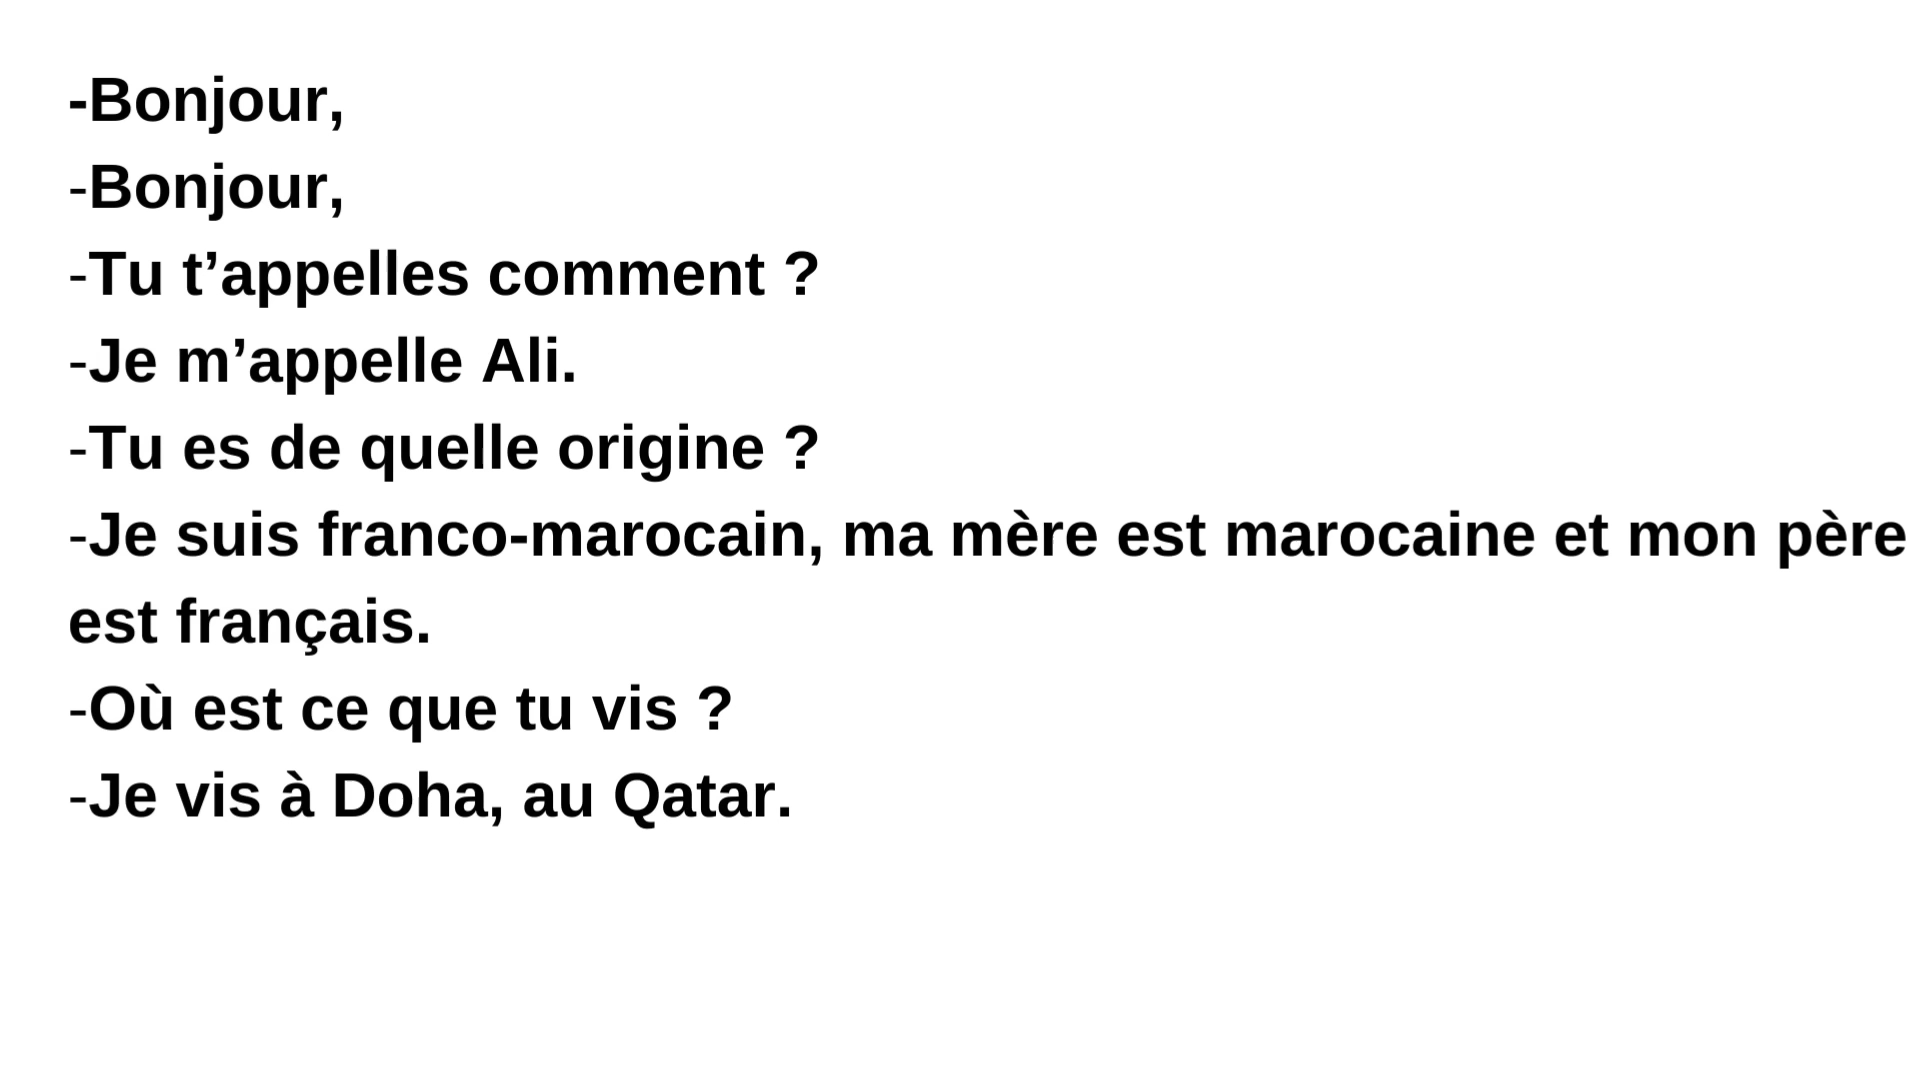 -Bonjour,
-Bonjour,
-Tu t’appelles comment ?
-Je m’appelle Ali.
-Tu es de quelle origine ?
-Je suis franco-marocain, ma mère est marocaine et mon père
est français.
-Où est ce que tu vis ?
-Je vis à Doha, au Qatar.